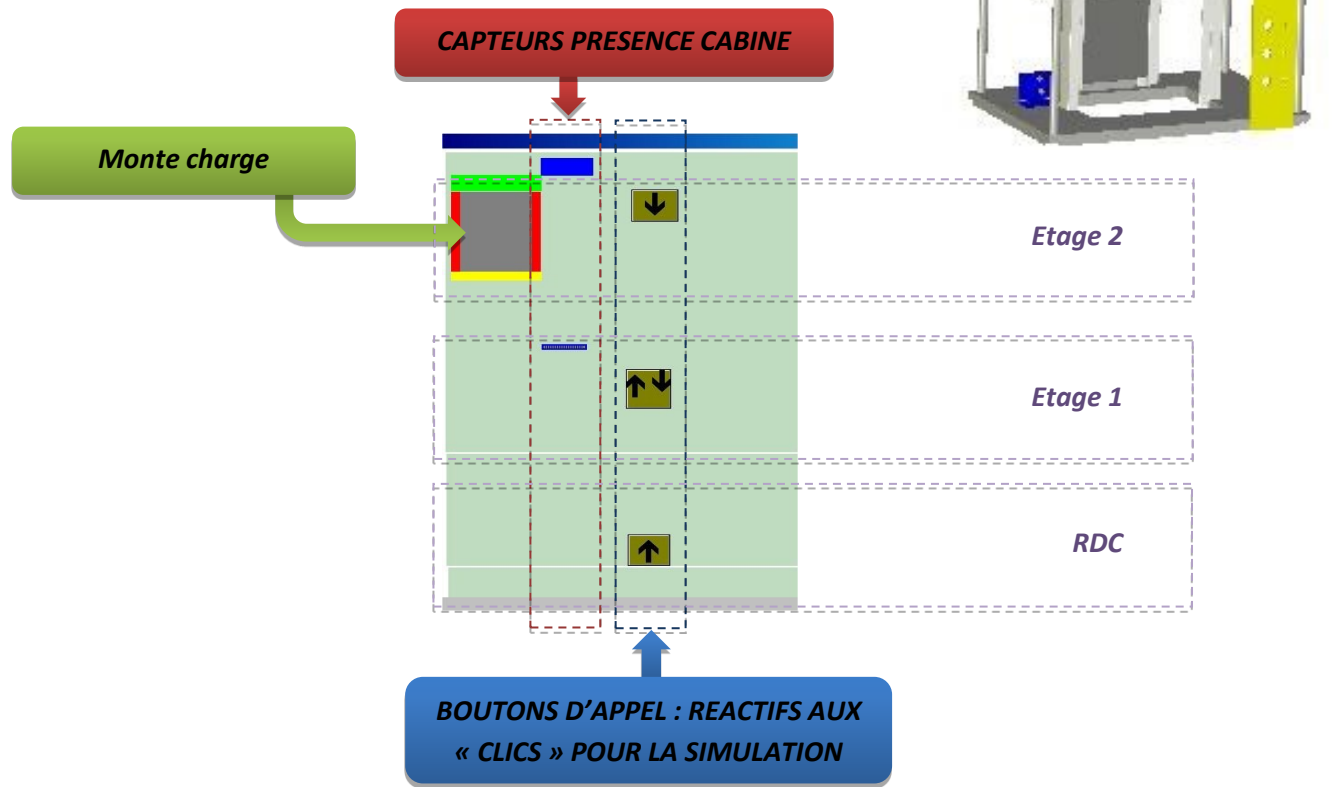 CAPTEURS PRESENCE CABINE
Monte charge
Etage 2
Etage 1
RDC
BOUTONS D’APPEL : REACTIFS AUX
« CLICS » POUR LA SIMULATION